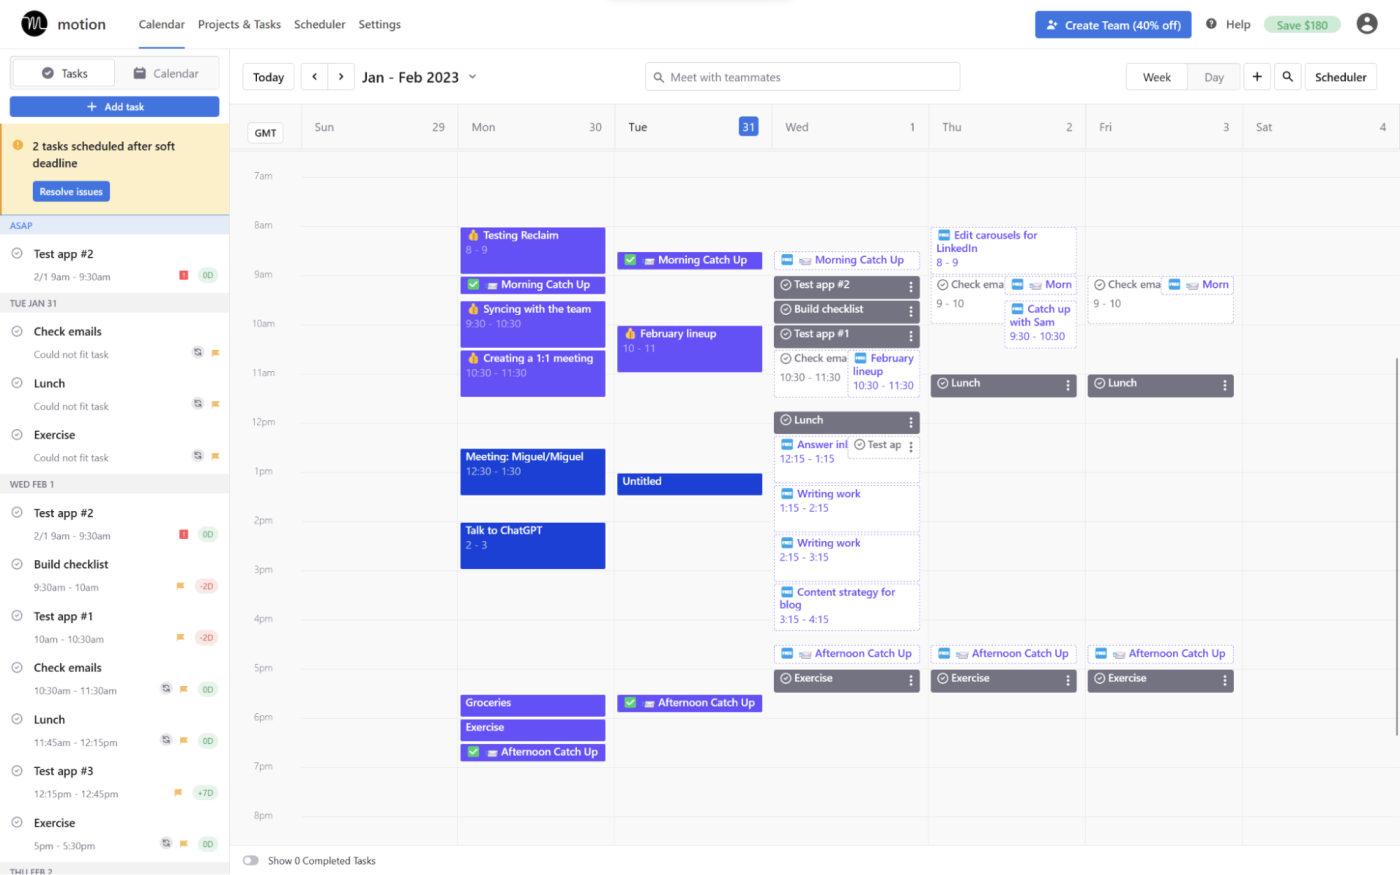 motion
Calendar
Projects & Tasks
Scheduler
Settings
Create Team (40% off)
Help
Save $180
Tasks
Calendar
Add task
2 tasks scheduled after soft
deadline
Resolve issues
ASAP
Test app #2
2/1 9am - 9:30am
0D
TUE JAN 31
Check emails
Could not fit task
Lunch
Could not fit task
Exercise
Could not fit task
WED FEB 1
Test app #2
2/1 9am - 9:30am
0D
Build checklist
9:30am - 10am
-2D
Test app #1
10am - 10:30am
-2D
Check emails
10:30am - 11:30am
0D
Lunch
11:45am - 12:15pm
0D
Test app #3
12:15pm - 12:45pm
+7D
Exercise
5pm - 5:30pm
0D
THU FEB 2
Today
Jan - Feb 2023
Meet with teammates
Week
Day
Scheduler
GMT
Sun 29
Mon 30
Tue 31
Wed 1
Thu 2
Fri 3
Sat 4
7am
8am
9am
10am
11am
12pm
1pm
2pm
3pm
4pm
5pm
6pm
7pm
8pm
Testing Reclaim
8 - 9
Morning Catch Up
Syncing with the team
9:30 - 10:30
Creating a 1:1 meeting
10:30 - 11:30
Meeting: Miguel/Miguel
12:30 - 1:30
Talk to ChatGPT
2 - 3
Groceries
Exercise
Afternoon Catch Up
Morning Catch Up
February lineup
10 - 11
Untitled
Afternoon Catch Up
FREE Morning Catch Up
Test app #2
Build checklist
Test app #1
Check ema
10:30 - 11:30
FREE February
lineup
10:30 - 11:30
Lunch
FREE Answer inl
12:15 - 1:15
Test ap
FREE Writing work
1:15 - 2:15
FREE Writing work
2:15 - 3:15
FREE Content strategy for
blog
3:15 - 4:15
FREE Afternoon Catch Up
Exercise
FREE Edit carousels for
LinkedIn
8 - 9
Check ema
9 - 10
FREE Morn
FREE Catch up
with Sam
9:30 - 10:30
Lunch
FREE Afternoon Catch Up
Exercise
Check ema
9 - 10
FREE Morn
Lunch
FREE Afternoon Catch Up
Exercise
Show 0 Completed Tasks